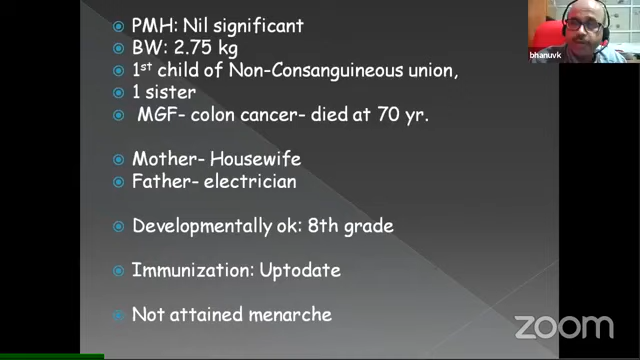 PMH: Nil significant
BW: 2.75 kg
1st child of Non-Consanguineous union,
1 sister
MGF- colon cancer- died at 70 yr.
Mother- Housewife
Father- electrician
Developmentally ok: 8th grade
Immunization: Uptodate
Not attained menarche
bhanuvk
zoom